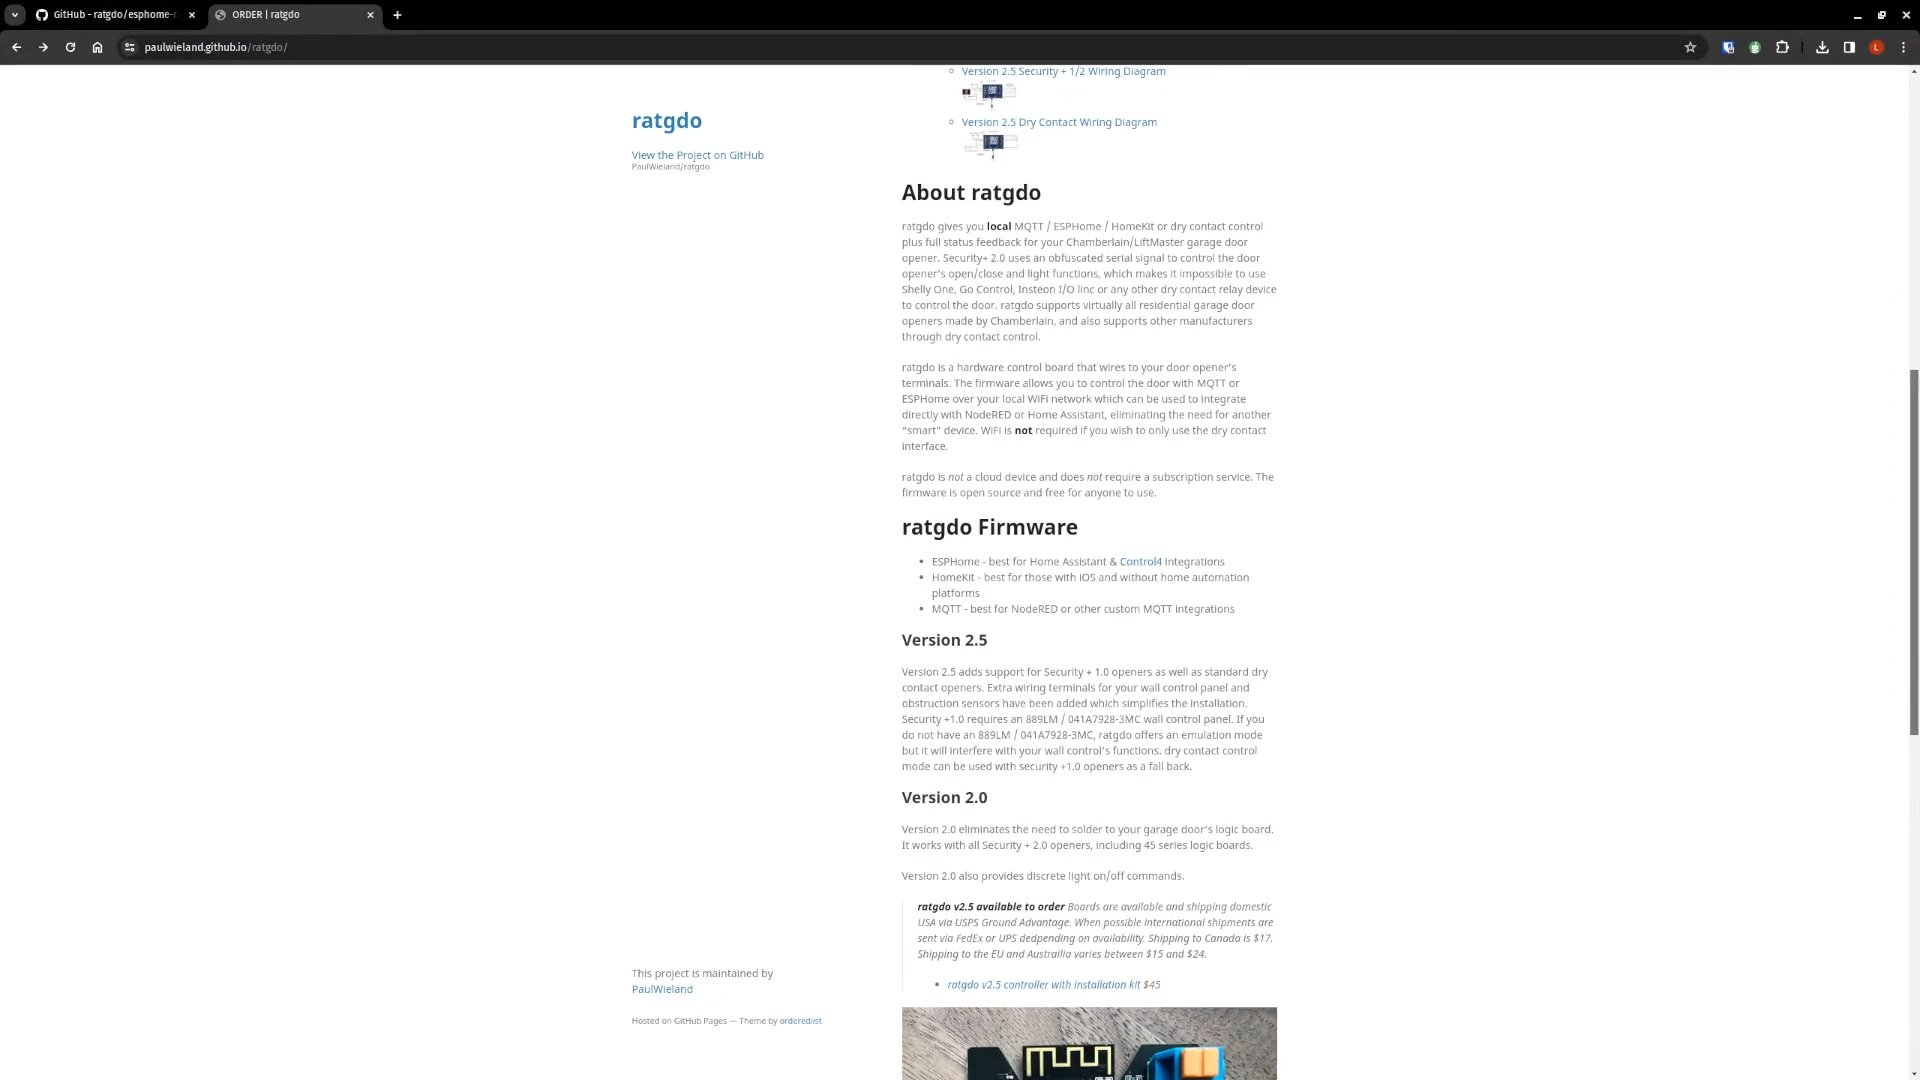 GitHub - ratgdo/esphome-r
ORDER | ratgdo
paulwieland.github.io/ratgdo/
L
ratgdo
View the Project on GitHub
PaulWieland/ratgdo
This project is maintained by
PaulWieland
Hosted on GitHub Pages — Theme by orderedlist
Version 2.5 Security + 1/2 Wiring Diagram
Version 2.5 Dry Contact Wiring Diagram
About ratgdo
ratgdo gives you local MQTT / ESPHome / HomeKit or dry contact control
plus full status feedback for your Chamberlain/LiftMaster garage door
opener. Security+ 2.0 uses an obfuscated serial signal to control the door
opener's open/close and light functions, which makes it impossible to use
Shelly One, Go Control, Insteon I/O linc or any other dry contact relay device
to control the door. ratgdo supports virtually all residential garage door
openers made by Chamberlain, and also supports other manufacturers
through dry contact control.
ratgdo is a hardware control board that wires to your door opener's
terminals. The firmware allows you to control the door with MQTT or
ESPHome over your local WiFi network which can be used to integrate
directly with NodeRED or Home Assistant, eliminating the need for another
“smart” device. WiFi is not required if you wish to only use the dry contact
interface.
ratgdo is not a cloud device and does not require a subscription service. The
firmware is open source and free for anyone to use.
ratgdo Firmware
• ESPHome - best for Home Assistant & Control4 integrations
• HomeKit - best for those with iOS and without home automation
platforms
• MQTT - best for NodeRED or other custom MQTT integrations
Version 2.5
Version 2.5 adds support for Security + 1.0 openers as well as standard dry
contact openers. Extra wiring terminals for your wall control panel and
obstruction sensors have been added which simplifies the installation.
Security +1.0 requires an 889LM / 041A7928-3MC wall control panel. If you
do not have an 889LM / 041A7928-3MC, ratgdo offers an emulation mode
but it will interfere with your wall control's functions. dry contact control
mode can be used with security +1.0 openers as a fall back.
Version 2.0
Version 2.0 eliminates the need to solder to your garage door's logic board.
It works with all Security + 2.0 openers, including 45 series logic boards.
Version 2.0 also provides discrete light on/off commands.
ratgdo v2.5 available to order Boards are available and shipping domestic
USA via USPS Ground Advantage. When possible international shipments are
sent via FedEx or UPS dedpending on availability. Shipping to Canada is $17.
Shipping to the EU and Austrailia varies between $15 and $24.
• ratgdo v2.5 controller with installation kit $45